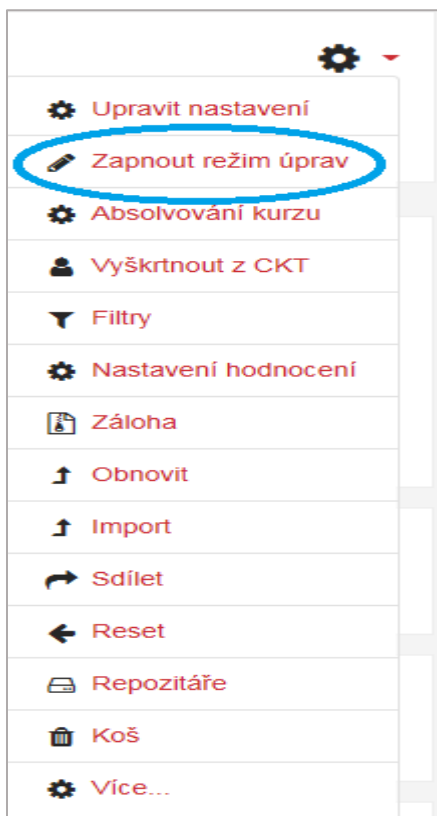 Upravit nastavení
Zapnout režim úprav
Absolvování kurzu
Vyškrtnout z CKT
Filtry
Nastavení hodnocení
Záloha
Obnovit
Import
Sdílet
Reset
Repozitáře
Koš
Více...